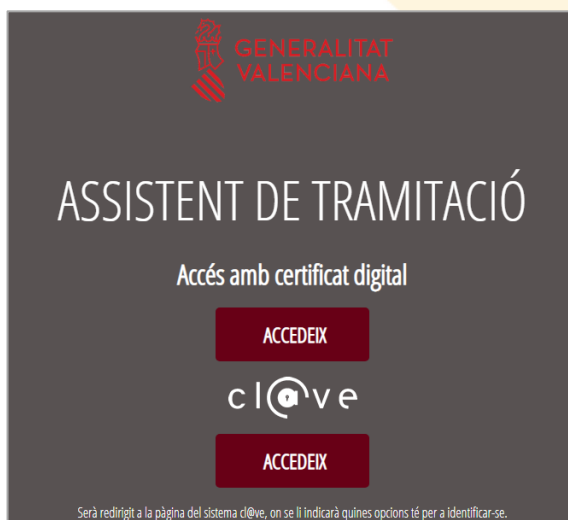 GENERALITAT
VALENCIANA
ASSISTENT DE TRAMITACIÓ
Accés amb certificat digital
ACCEDEIX
cl@ve
ACCEDEIX
Serà redirigit a la pàgina del sistema cl@ve, on se li indicarà quines opcions té per a identificar-se.